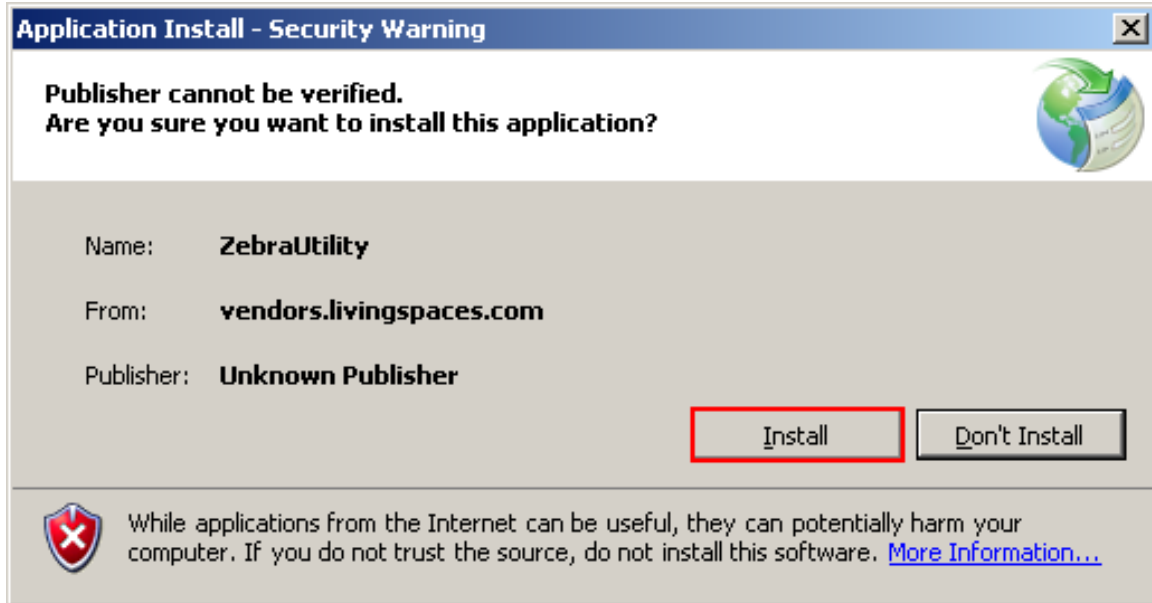 Application Install - Security Warning
Publisher cannot be verified.
Are you sure you want to install this application?
Name: ZebraUtility
From: vendors.livingspaces.com
Publisher: Unknown Publisher
Install Don't Install
While applications from the Internet can be useful, they can potentially harm your
computer. If you do not trust the source, do not install this software. More Information...